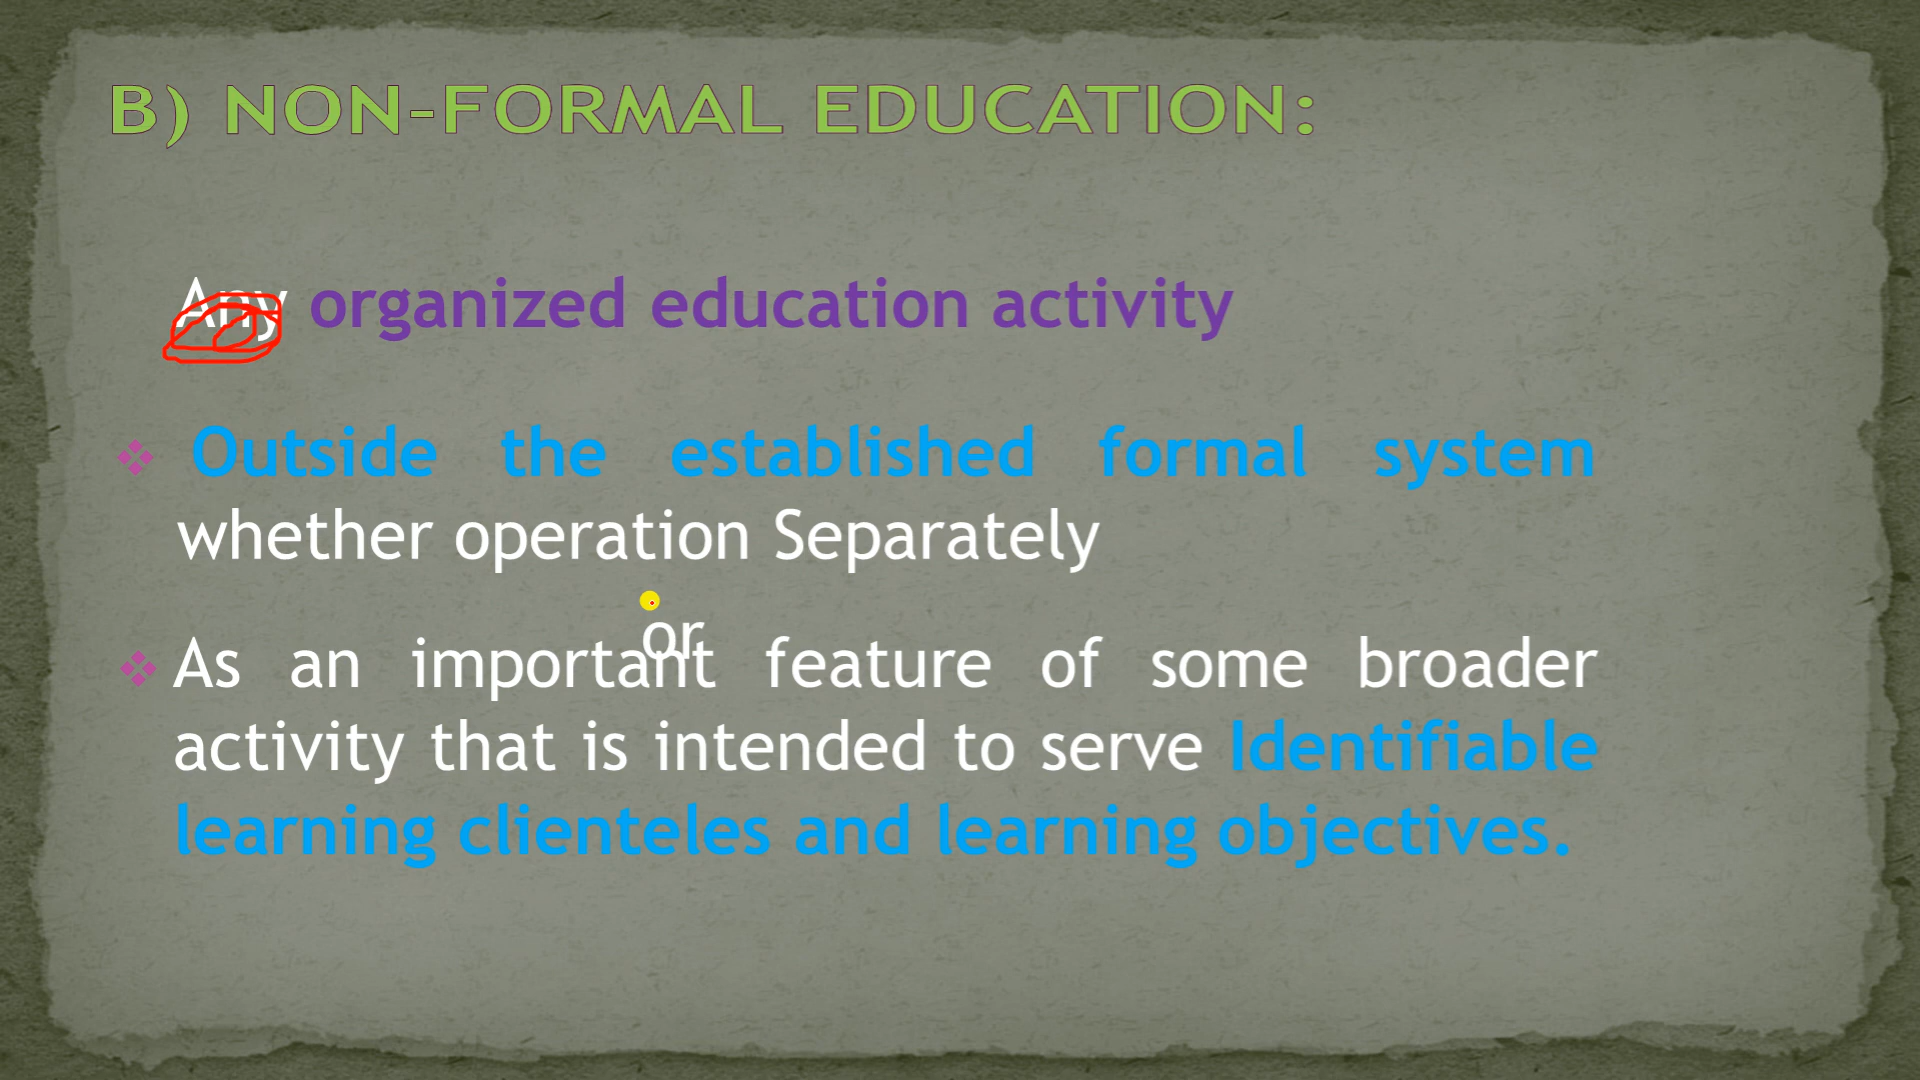 B) NON-FORMAL EDUCATION:
Any organized education activity
Outside the established formal system
whether operation Separately
or
As an important feature of some broader
activity that is intended to serve Identifiable
learning clienteles and learning objectives.